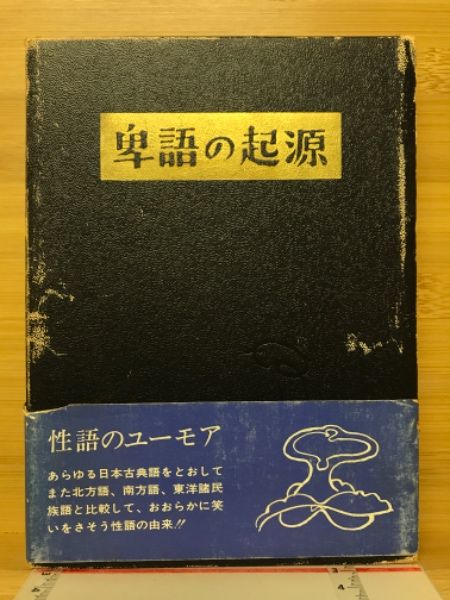 卑語の起源
性語のユーモア
あらゆる日本古典語をとおして
また北方語、南方語、東洋諸民
族語と比較して、おおらかに笑
いをさそう性語の由来!!
4
3
4